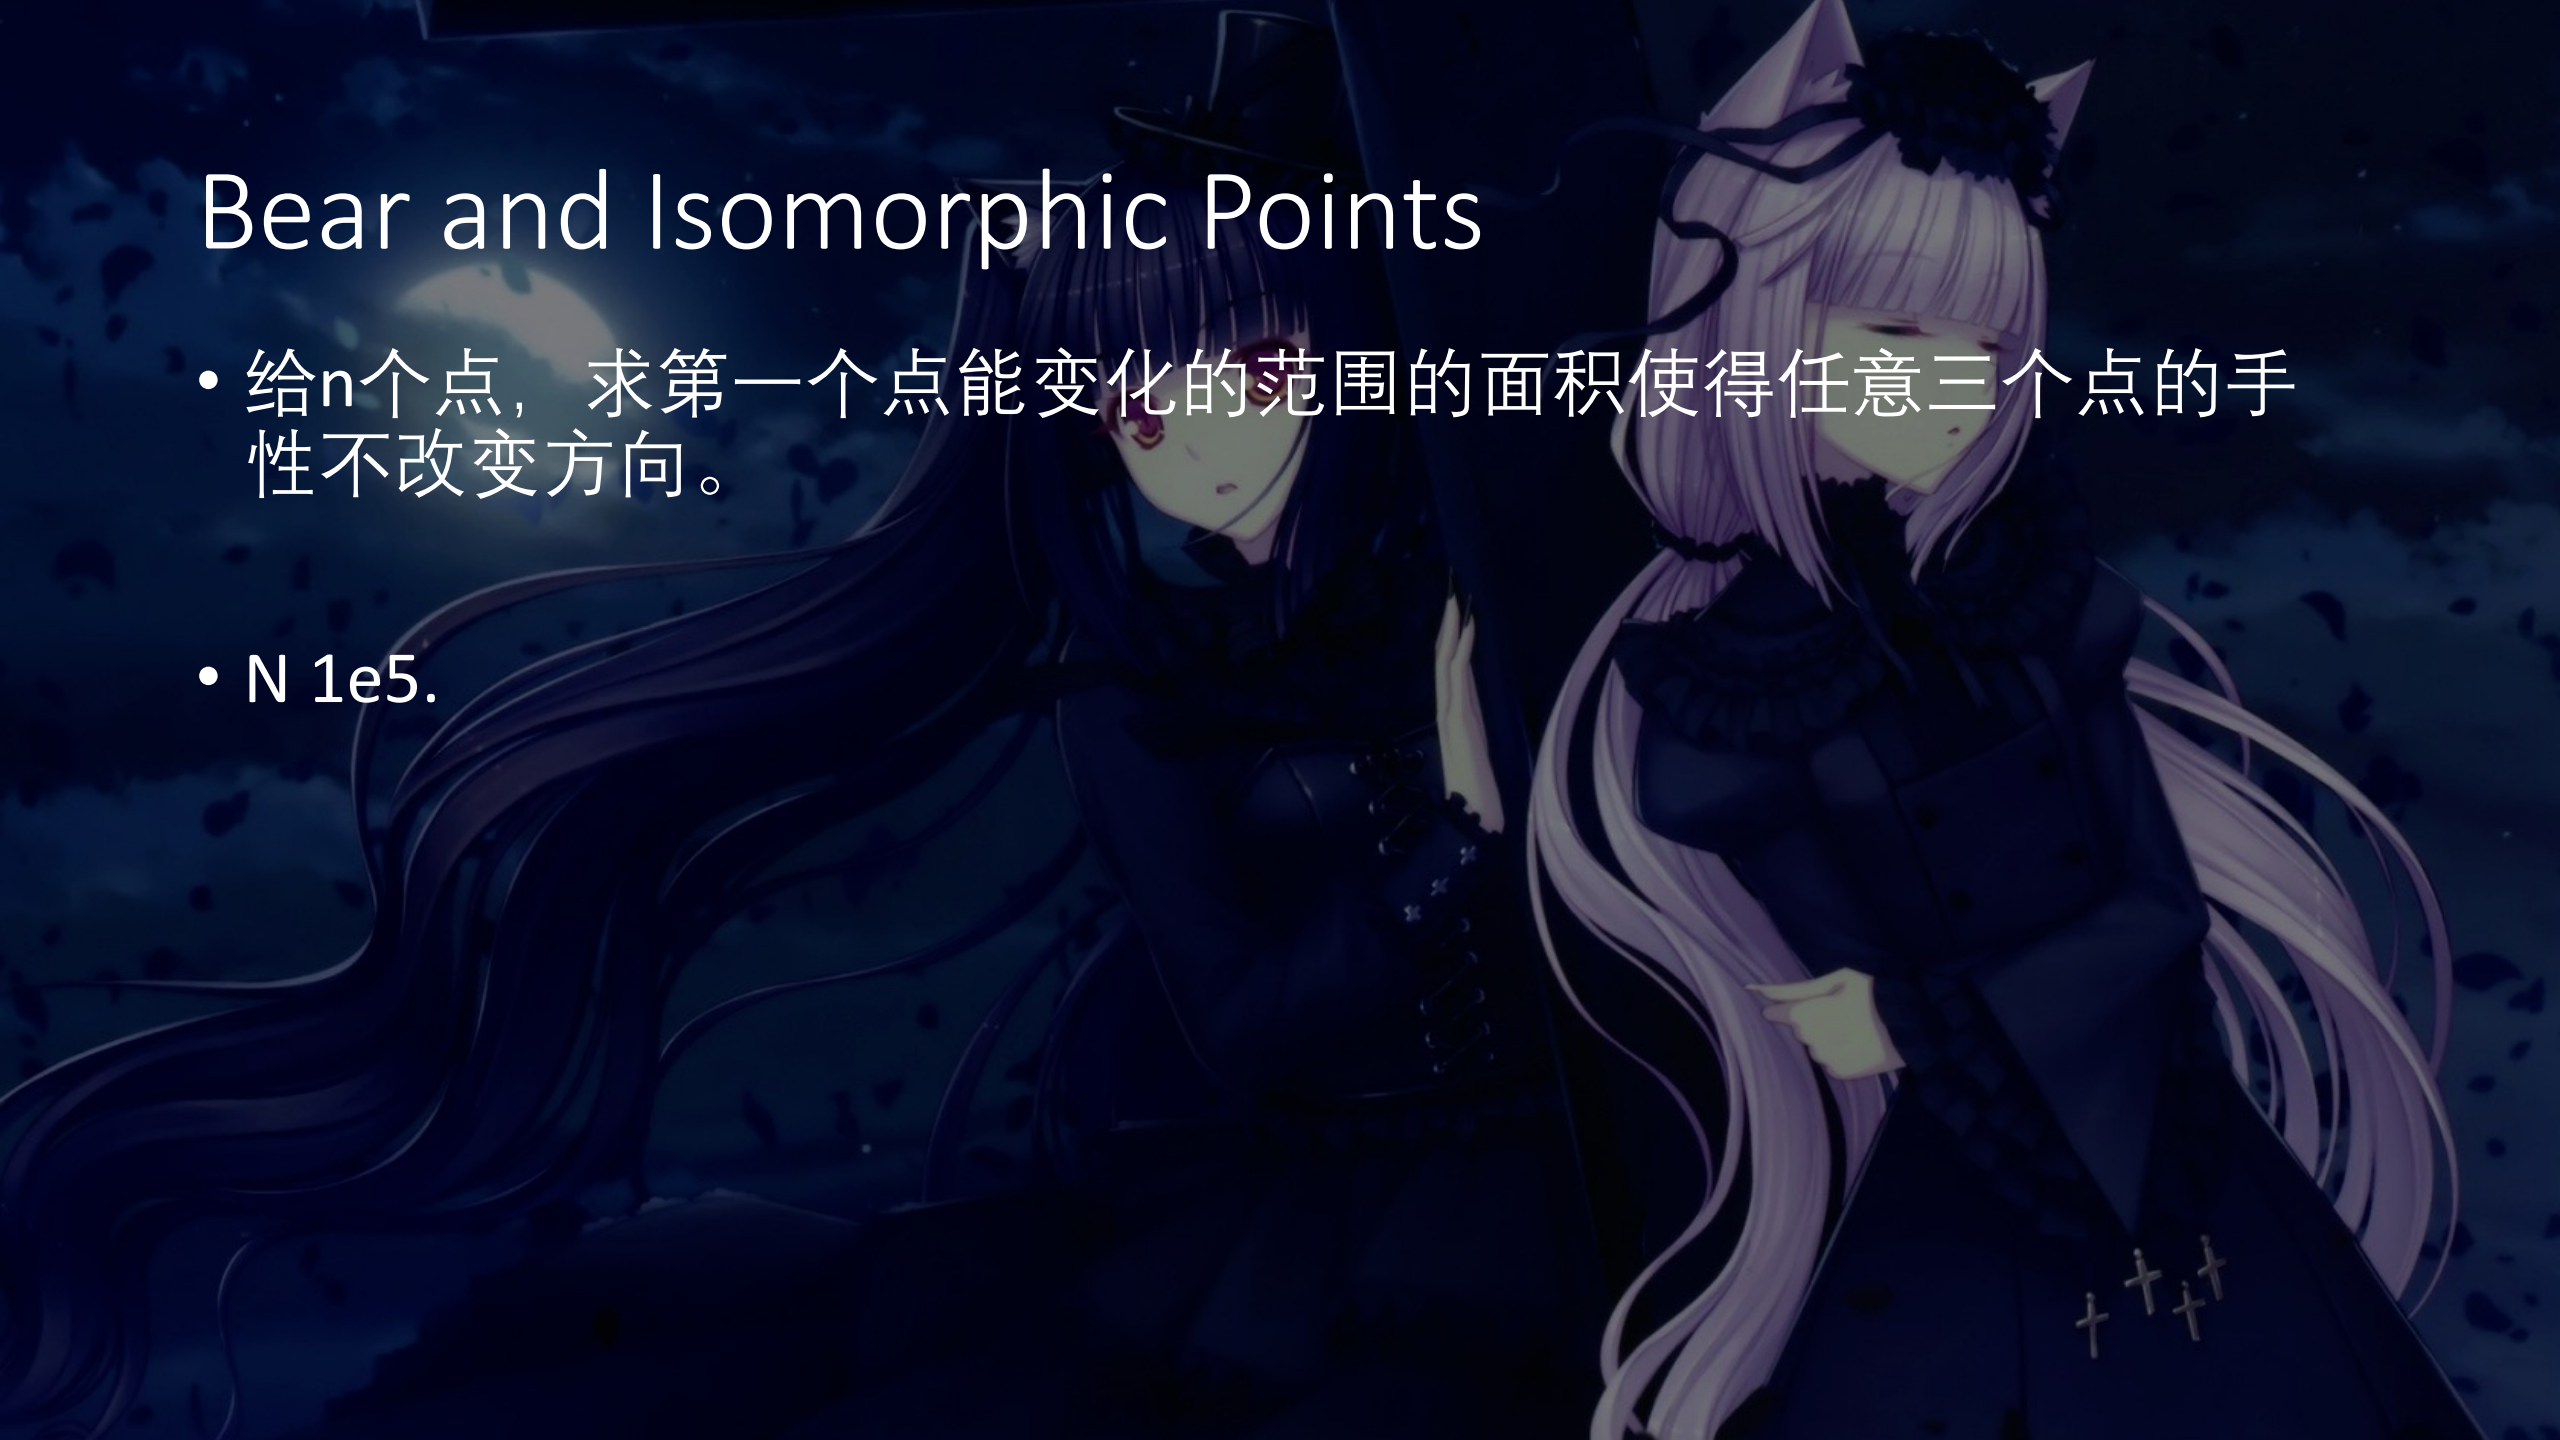 Bear and Isomorphic Points
• 给n个点，求第一个点能变化的范围的面积使得任意三个点的手
性不改变方向。
• N 1e5.